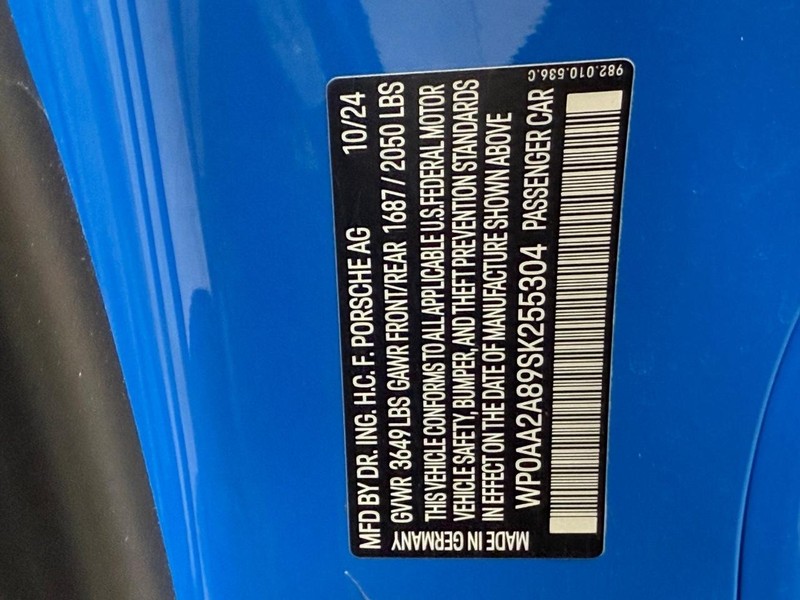 MFD BY DR. ING. H.C. F. PORSCHE AG 10/24
GVWR 3649 LBS GAWR FRONT/REAR 1687// 2050 LBS
THIS VEHICLE CONFORMS TO ALL APPLICABLE U.S. FEDERAL MOTOR
VEHICLE SAFETY, BUMPER, AND THEFT PREVENTION STANDARDS
IN EFFECT ON THE DATE OF MANUFACTURE SHOWN ABOVE
WP0AA2A89SK255304 PASSENGER CAR
MADE IN GERMANY
982.010.536.C